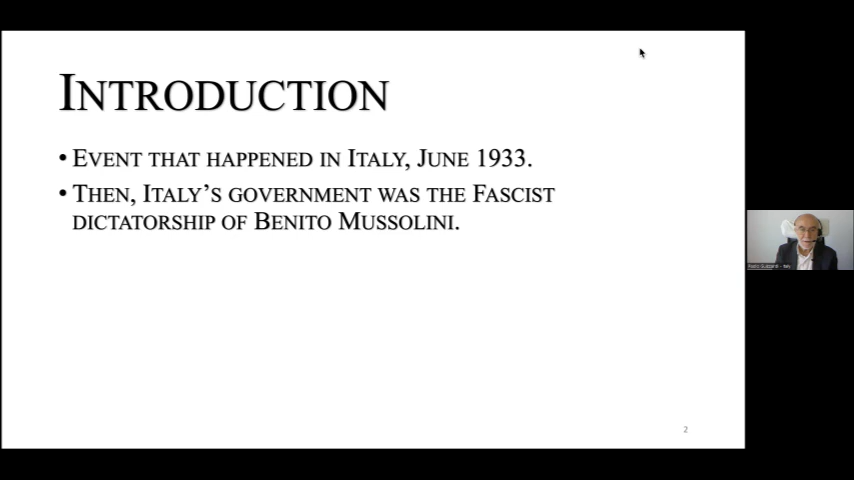 INTRODUCTION
• EVENT THAT HAPPENED IN ITALY, JUNE 1933.
• THEN, ITALY'S GOVERNMENT WAS THE FASCIST
DICTATORSHIP OF BENITO MUSSOLINI.
2